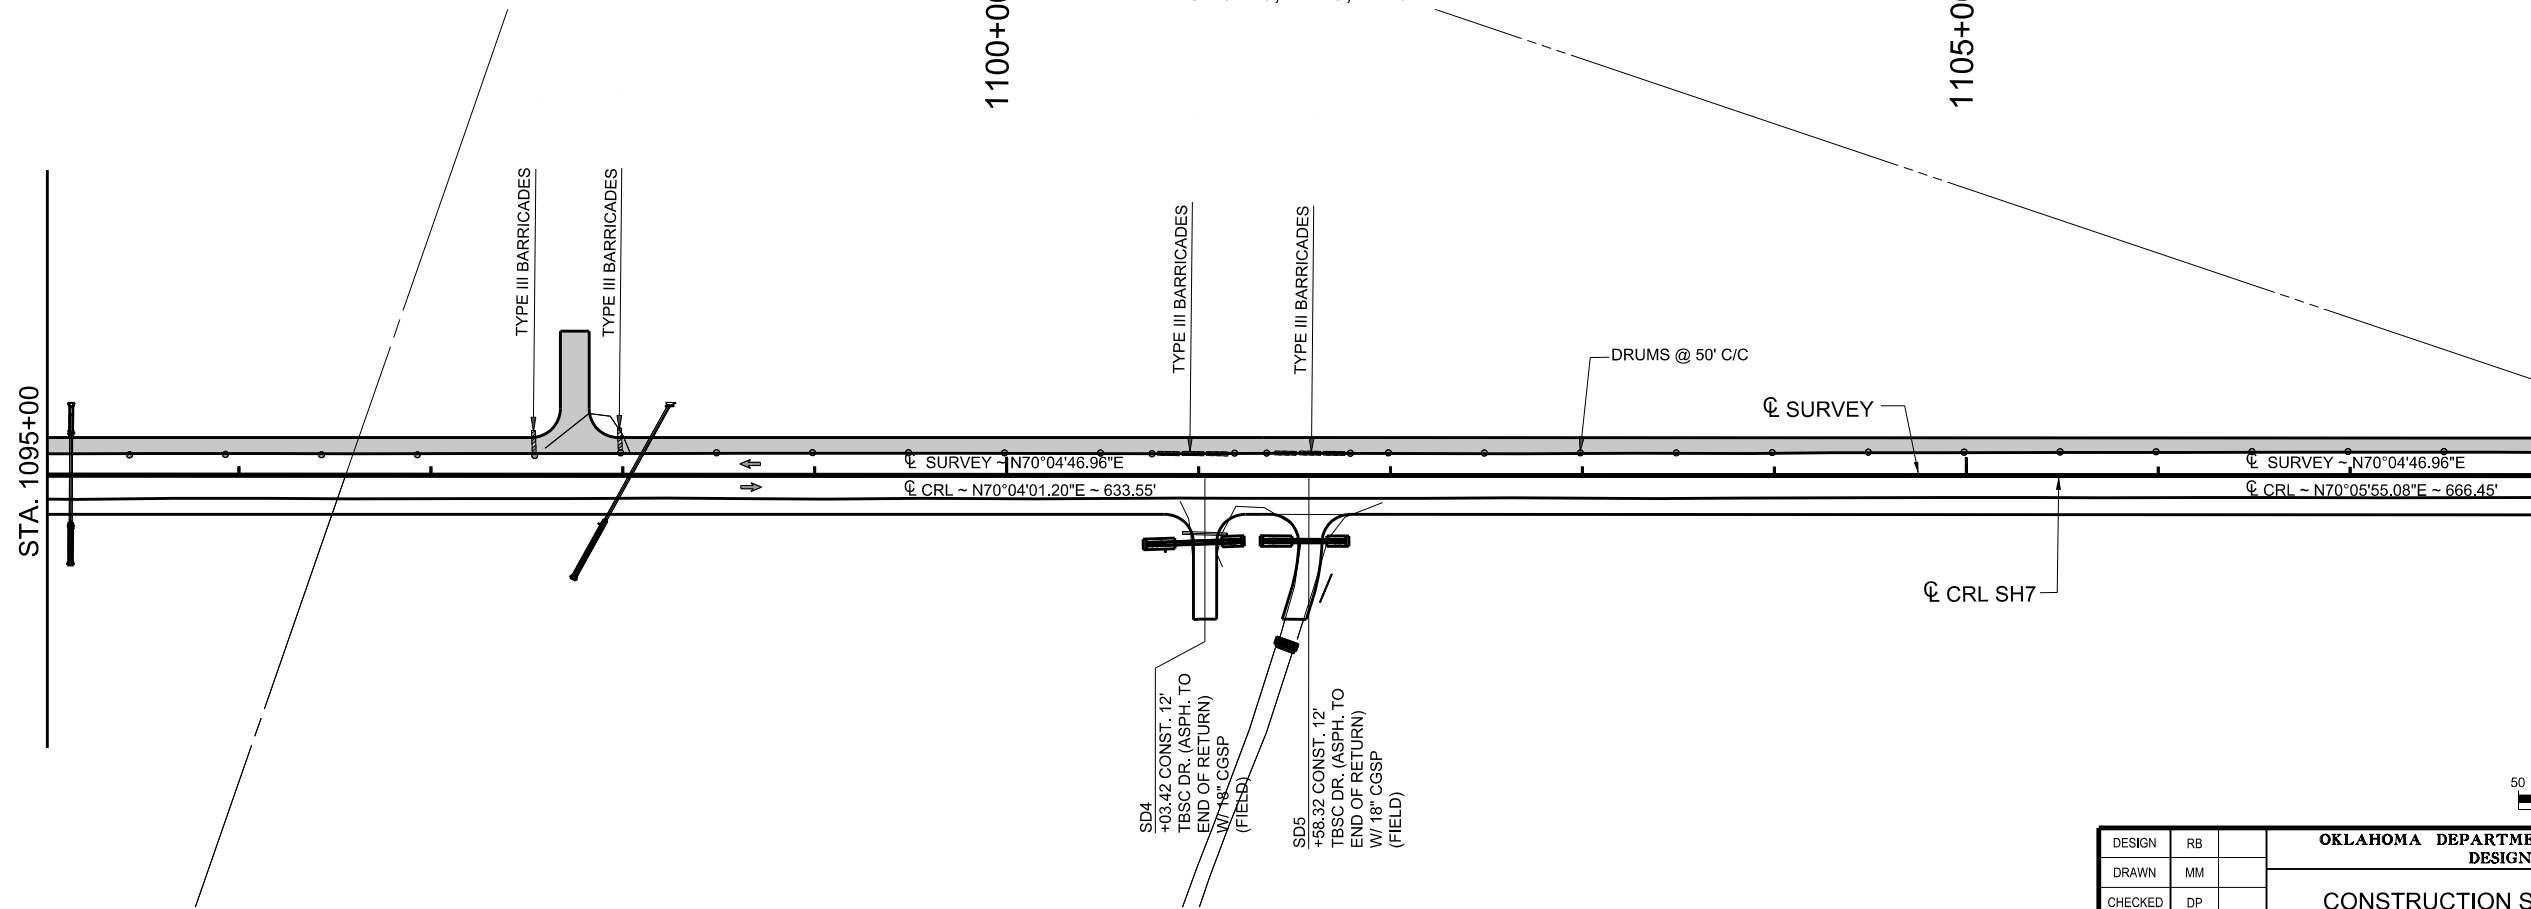 1100+00
1105+00
STA. 1095+00
TYPE III BARRICADES
TYPE III BARRICADES
TYPE III BARRICADES
TYPE III BARRICADES
DRUMS @ 50' C/C
℄ SURVEY
℄ SURVEY ~ N70°04'46.96"E
℄ CRL ~ N70°04'01.20"E ~ 633.55'
℄ SURVEY ~ N70°04'46.96"E
℄ CRL ~ N70°05'55.08"E ~ 666.45'
℄ CRL SH7
SD4
+03.42 CONST. 12'
TBSC DR. (ASPH. TO
END OF RETURN)
W/ 18" CGSP
(FIELD)
SD5
+58.32 CONST. 12'
TBSC DR. (ASPH. TO
END OF RETURN)
W/ 18" CGSP
(FIELD)
50
DESIGN RB
DRAWN MM
CHECKED DP
OKLAHOMA DEPARTME
DESIGN
CONSTRUCTION S